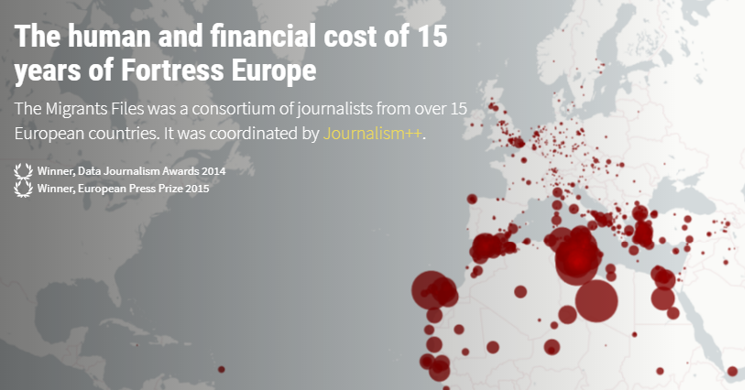 The human and financial cost of 15
years of Fortress Europe
The Migrants Files was a consortium of journalists from over 15
European countries. It was coordinated by Journalism++.
Winner, Data Journalism Awards 2014
Winner, European Press Prize 2015